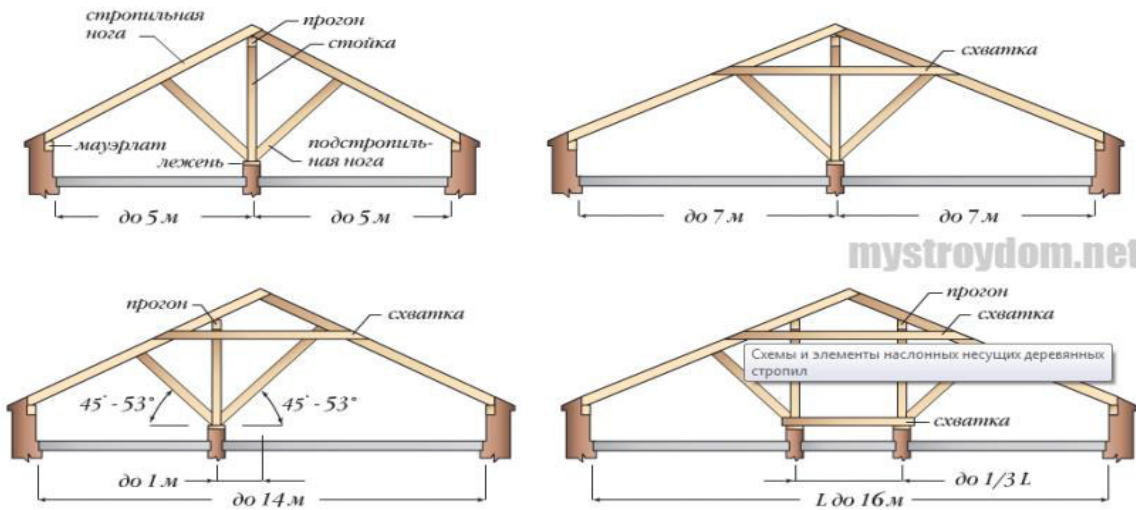 стропильная
нога
прогон
стойка
мауэрлат
лежень
подстропиль-
ная нога
до 5 м
до 5 м
схватка
до 7 м
до 7 м
mystroydom.net
прогон
схватка
45° - 53°
45° - 53°
до 1 м
до 14 м
прогон
схватка
Схемы и элементы наслонных несущих деревянных
стропил
схватка
до 1/3 L
L до 16 м